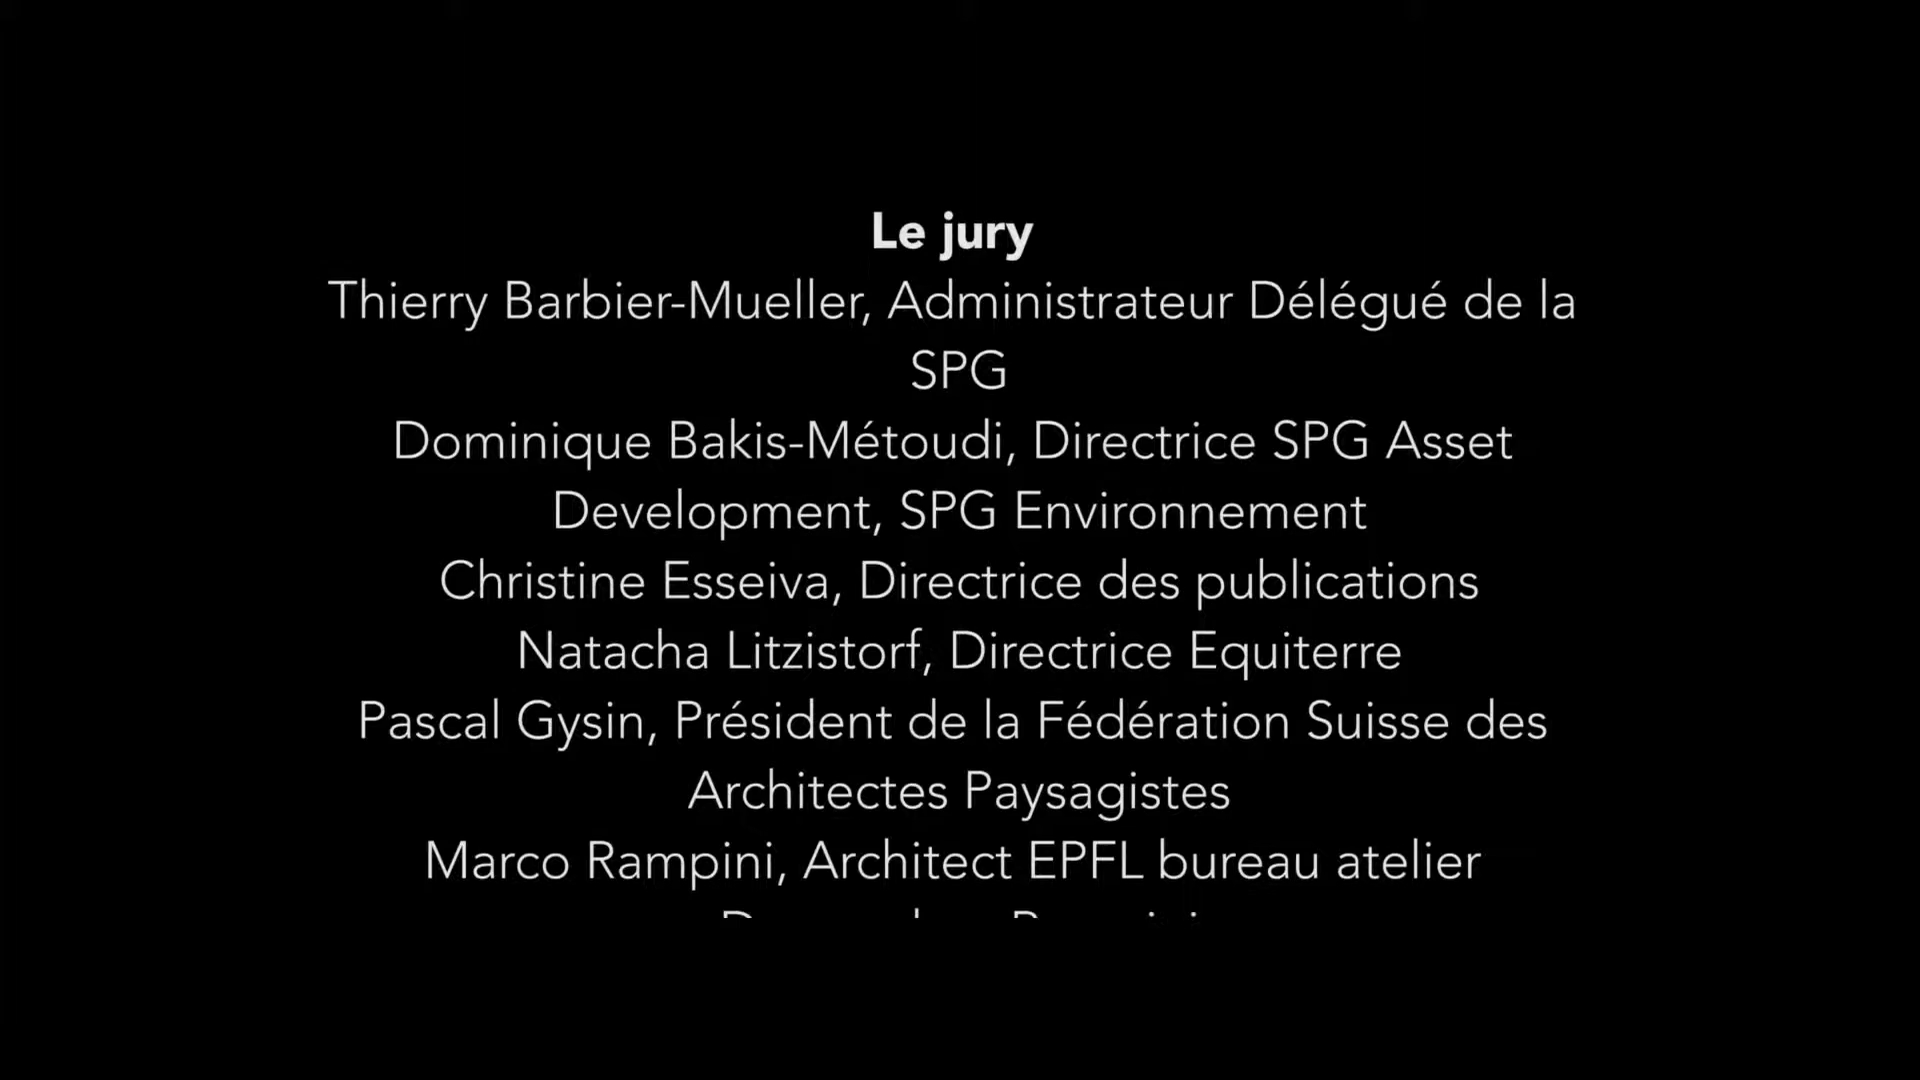 Le jury
Thierry Barbier-Mueller, Administrateur Délégué de la
SPG
Dominique Bakis-Métoudi, Directrice SPG Asset
Development, SPG Environnement
Christine Esseiva, Directrice des publications
Natacha Litzistorf, Directrice Equiterre
Pascal Gysin, Président de la Fédération Suisse des
Architectes Paysagistes
Marco Rampini, Architect EPFL bureau atelier